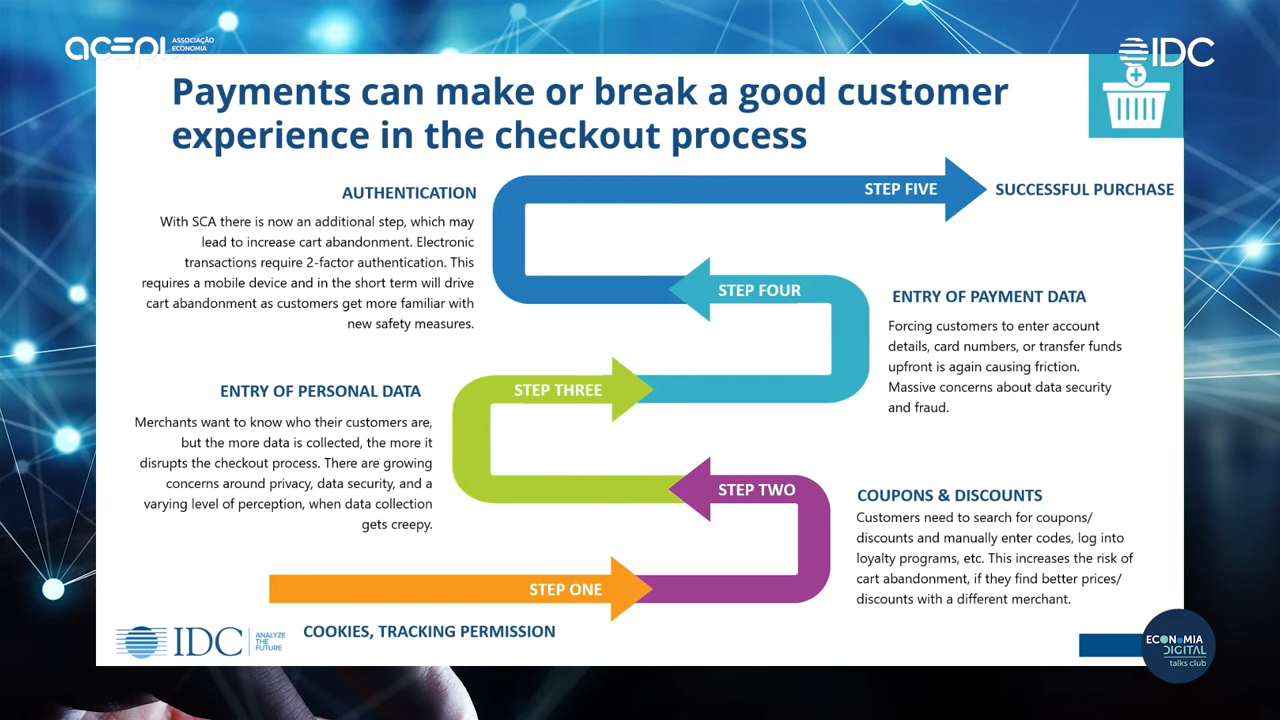 acepi ASSOCIAÇÃO
ECONOMIA
IDC
Payments can make or break a good customer
experience in the checkout process
AUTHENTICATION
With SCA there is now an additional step, which may
lead to increase cart abandonment. Electronic
transactions require 2-factor authentication. This
requires a mobile device and in the short term will drive
cart abandonment as customers get more familiar with
new safety measures.
STEP FIVE
SUCCESSFUL PURCHASE
STEP FOUR
ENTRY OF PAYMENT DATA
Forcing customers to enter account
details, card numbers, or transfer funds
upfront is again causing friction.
Massive concerns about data security
and fraud.
ENTRY OF PERSONAL DATA
Merchants want to know who their customers are,
but the more data is collected, the more it
disrupts the checkout process. There are growing
concerns around privacy, data security, and a
varying level of perception, when data collection
gets creepy.
STEP THREE
STEP TWO
COUPONS & DISCOUNTS
Customers need to search for coupons/
discounts and manually enter codes, log into
loyalty programs, etc. This increases the risk of
cart abandonment, if they find better prices/
discounts with a different merchant.
STEP ONE
COOKIES, TRACKING PERMISSION
IDC
ANALYZE
THE
FUTURE
ECONOMIA
DIGITAL
talks club